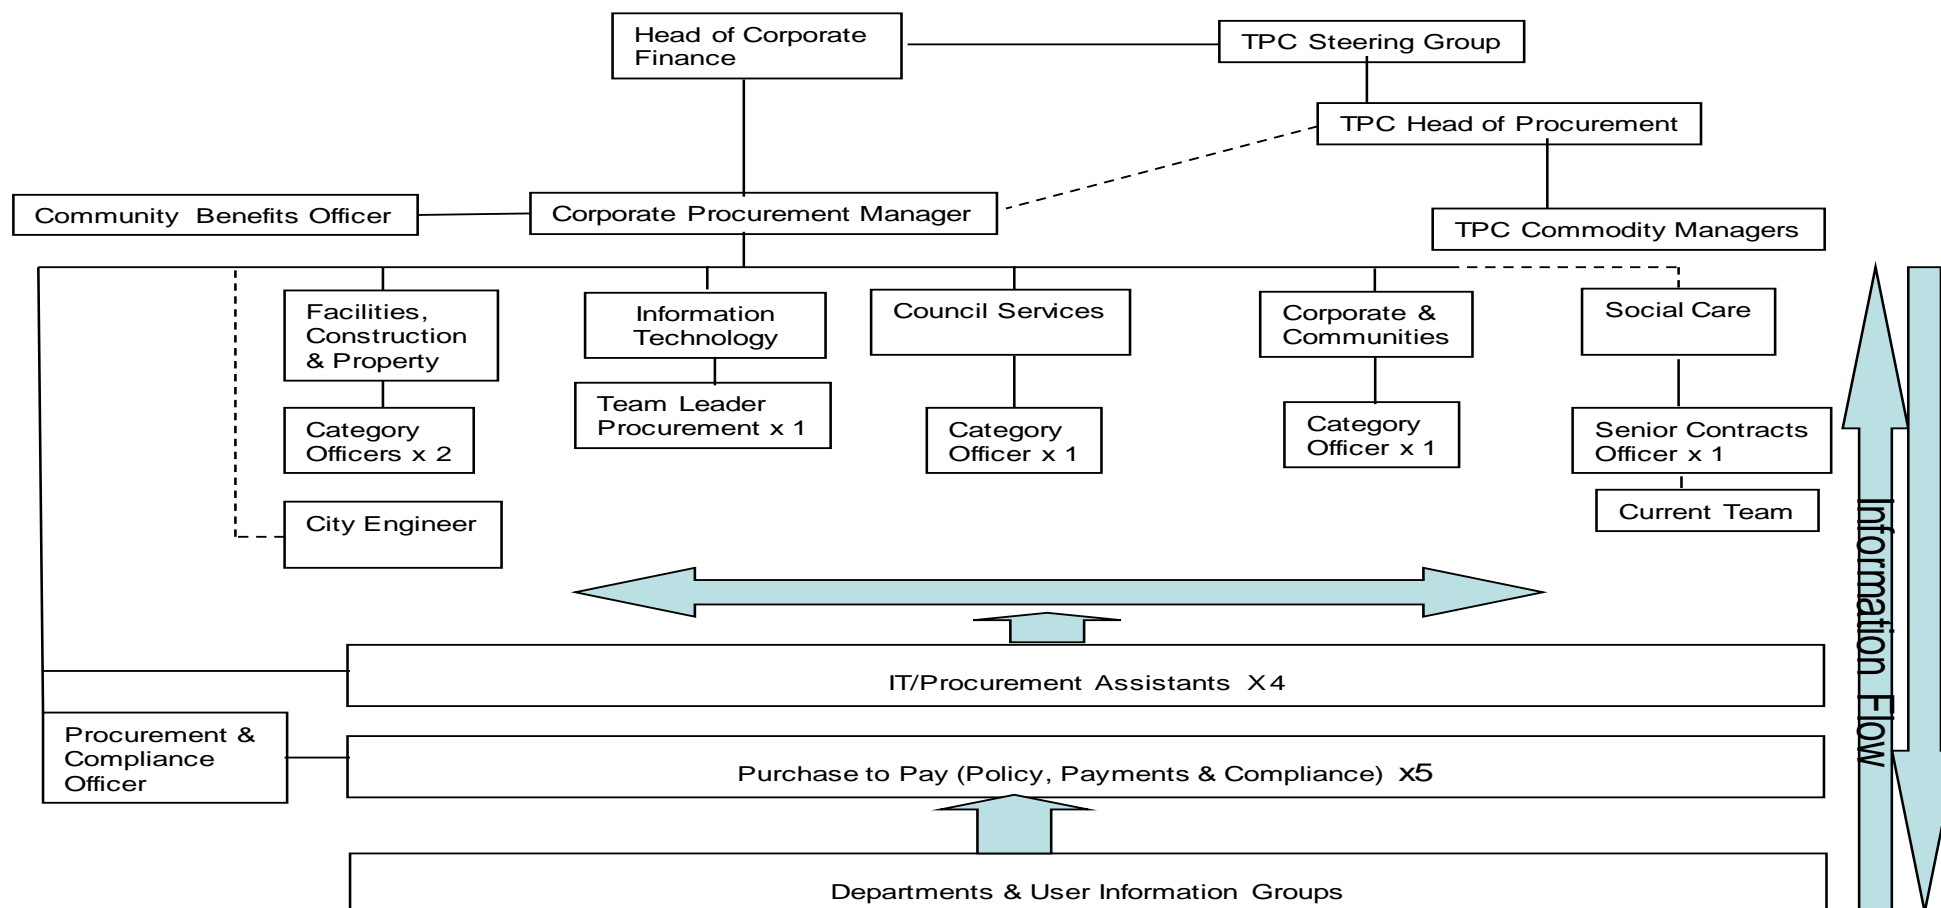 Head of Corporate
Finance
TPC Steering Group
TPC Head of Procurement
Community Benefits Officer
Corporate Procurement Manager
TPC Commodity Managers
Facilities,
Construction
& Property
Information
Technology
Council Services
Corporate &
Communities
Social Care
Category
Officers x 2
Team Leader
Procurement x 1
Category
Officer x 1
Category
Officer x 1
Senior Contracts
Officer x 1
City Engineer
Current Team
Information Flow
IT/Procurement Assistants X4
Procurement &
Compliance
Officer
Purchase to Pay (Policy, Payments & Compliance) x5
Departments & User Information Groups